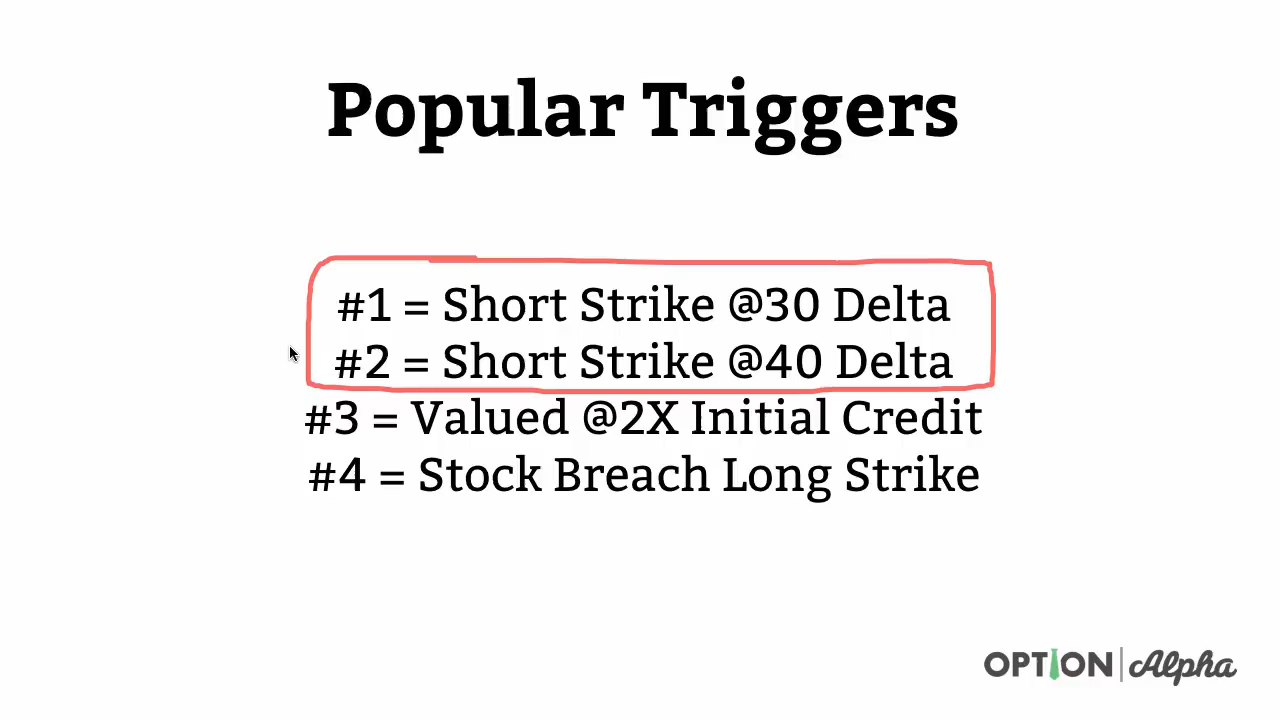 Popular Triggers
#1 = Short Strike @30 Delta
#2 = Short Strike @40 Delta
#3 = Valued @2X Initial Credit
#4 = Stock Breach Long Strike
OPTION | Alpha